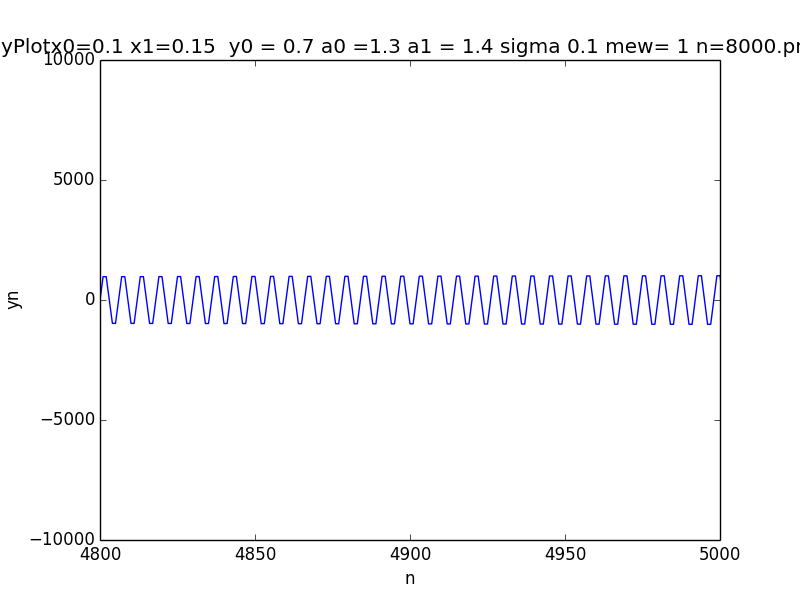 yPlotx0=0.1 x1=0.15  y0 = 0.7 a0 =1.3 a1 = 1.4 sigma 0.1 mew= 1 n=8000.pn
10000
5000
yn
0
−5000
−10000
4800 4850 4900 4950 5000
n